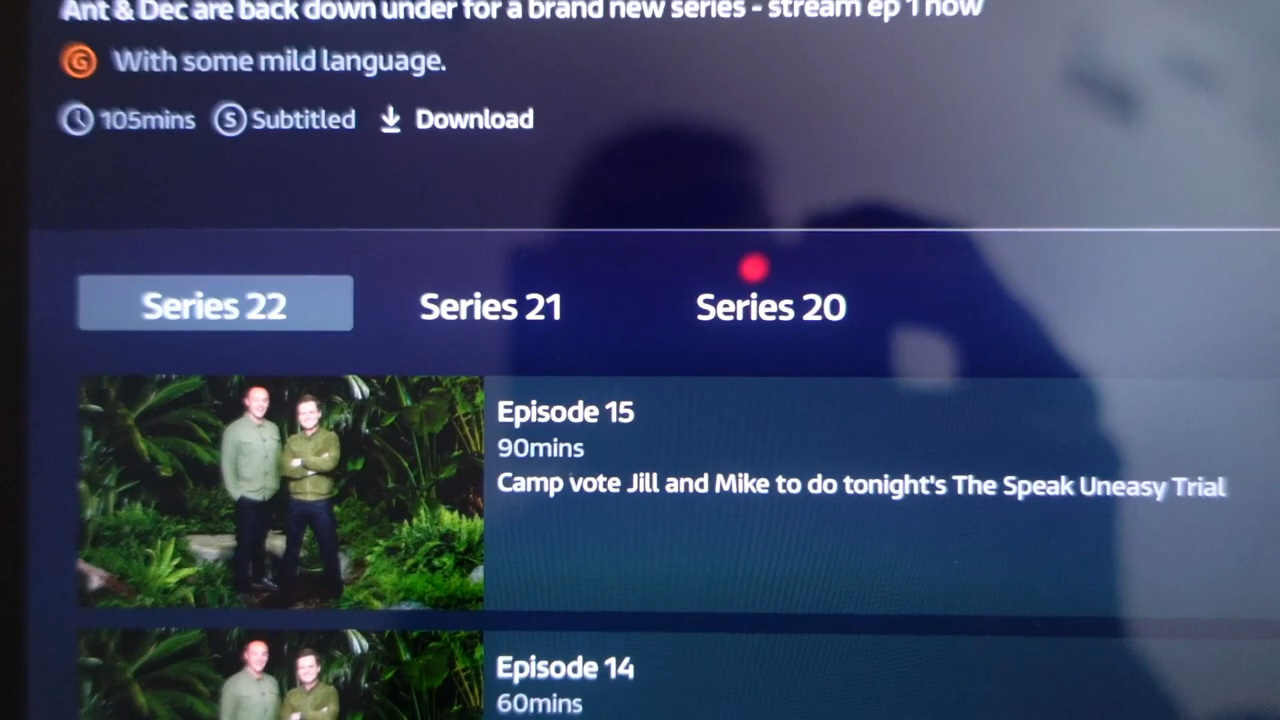 Ant & Dec are back down under for a brand new series - stream ep 1 now
G With some mild language.
105mins S Subtitled Download
Series 22 Series 21 Series 20
Episode 15
90mins
Camp vote Jill and Mike to do tonight's The Speak Uneasy Trial
Episode 14
60mins